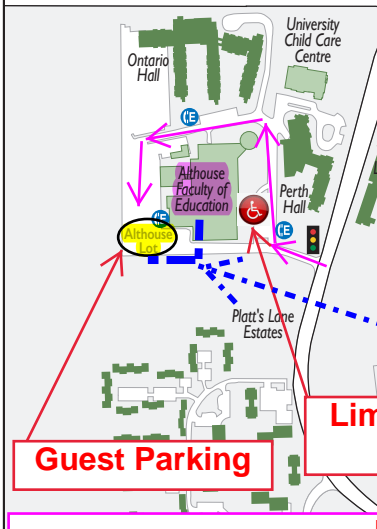 University
Child Care
Centre
Ontario
Hall
E
Althouse
Faculty of
Education
Perth
Hall
E
E
Althouse
Lot
Platt's Lane
Estates
Lim
Guest Parking